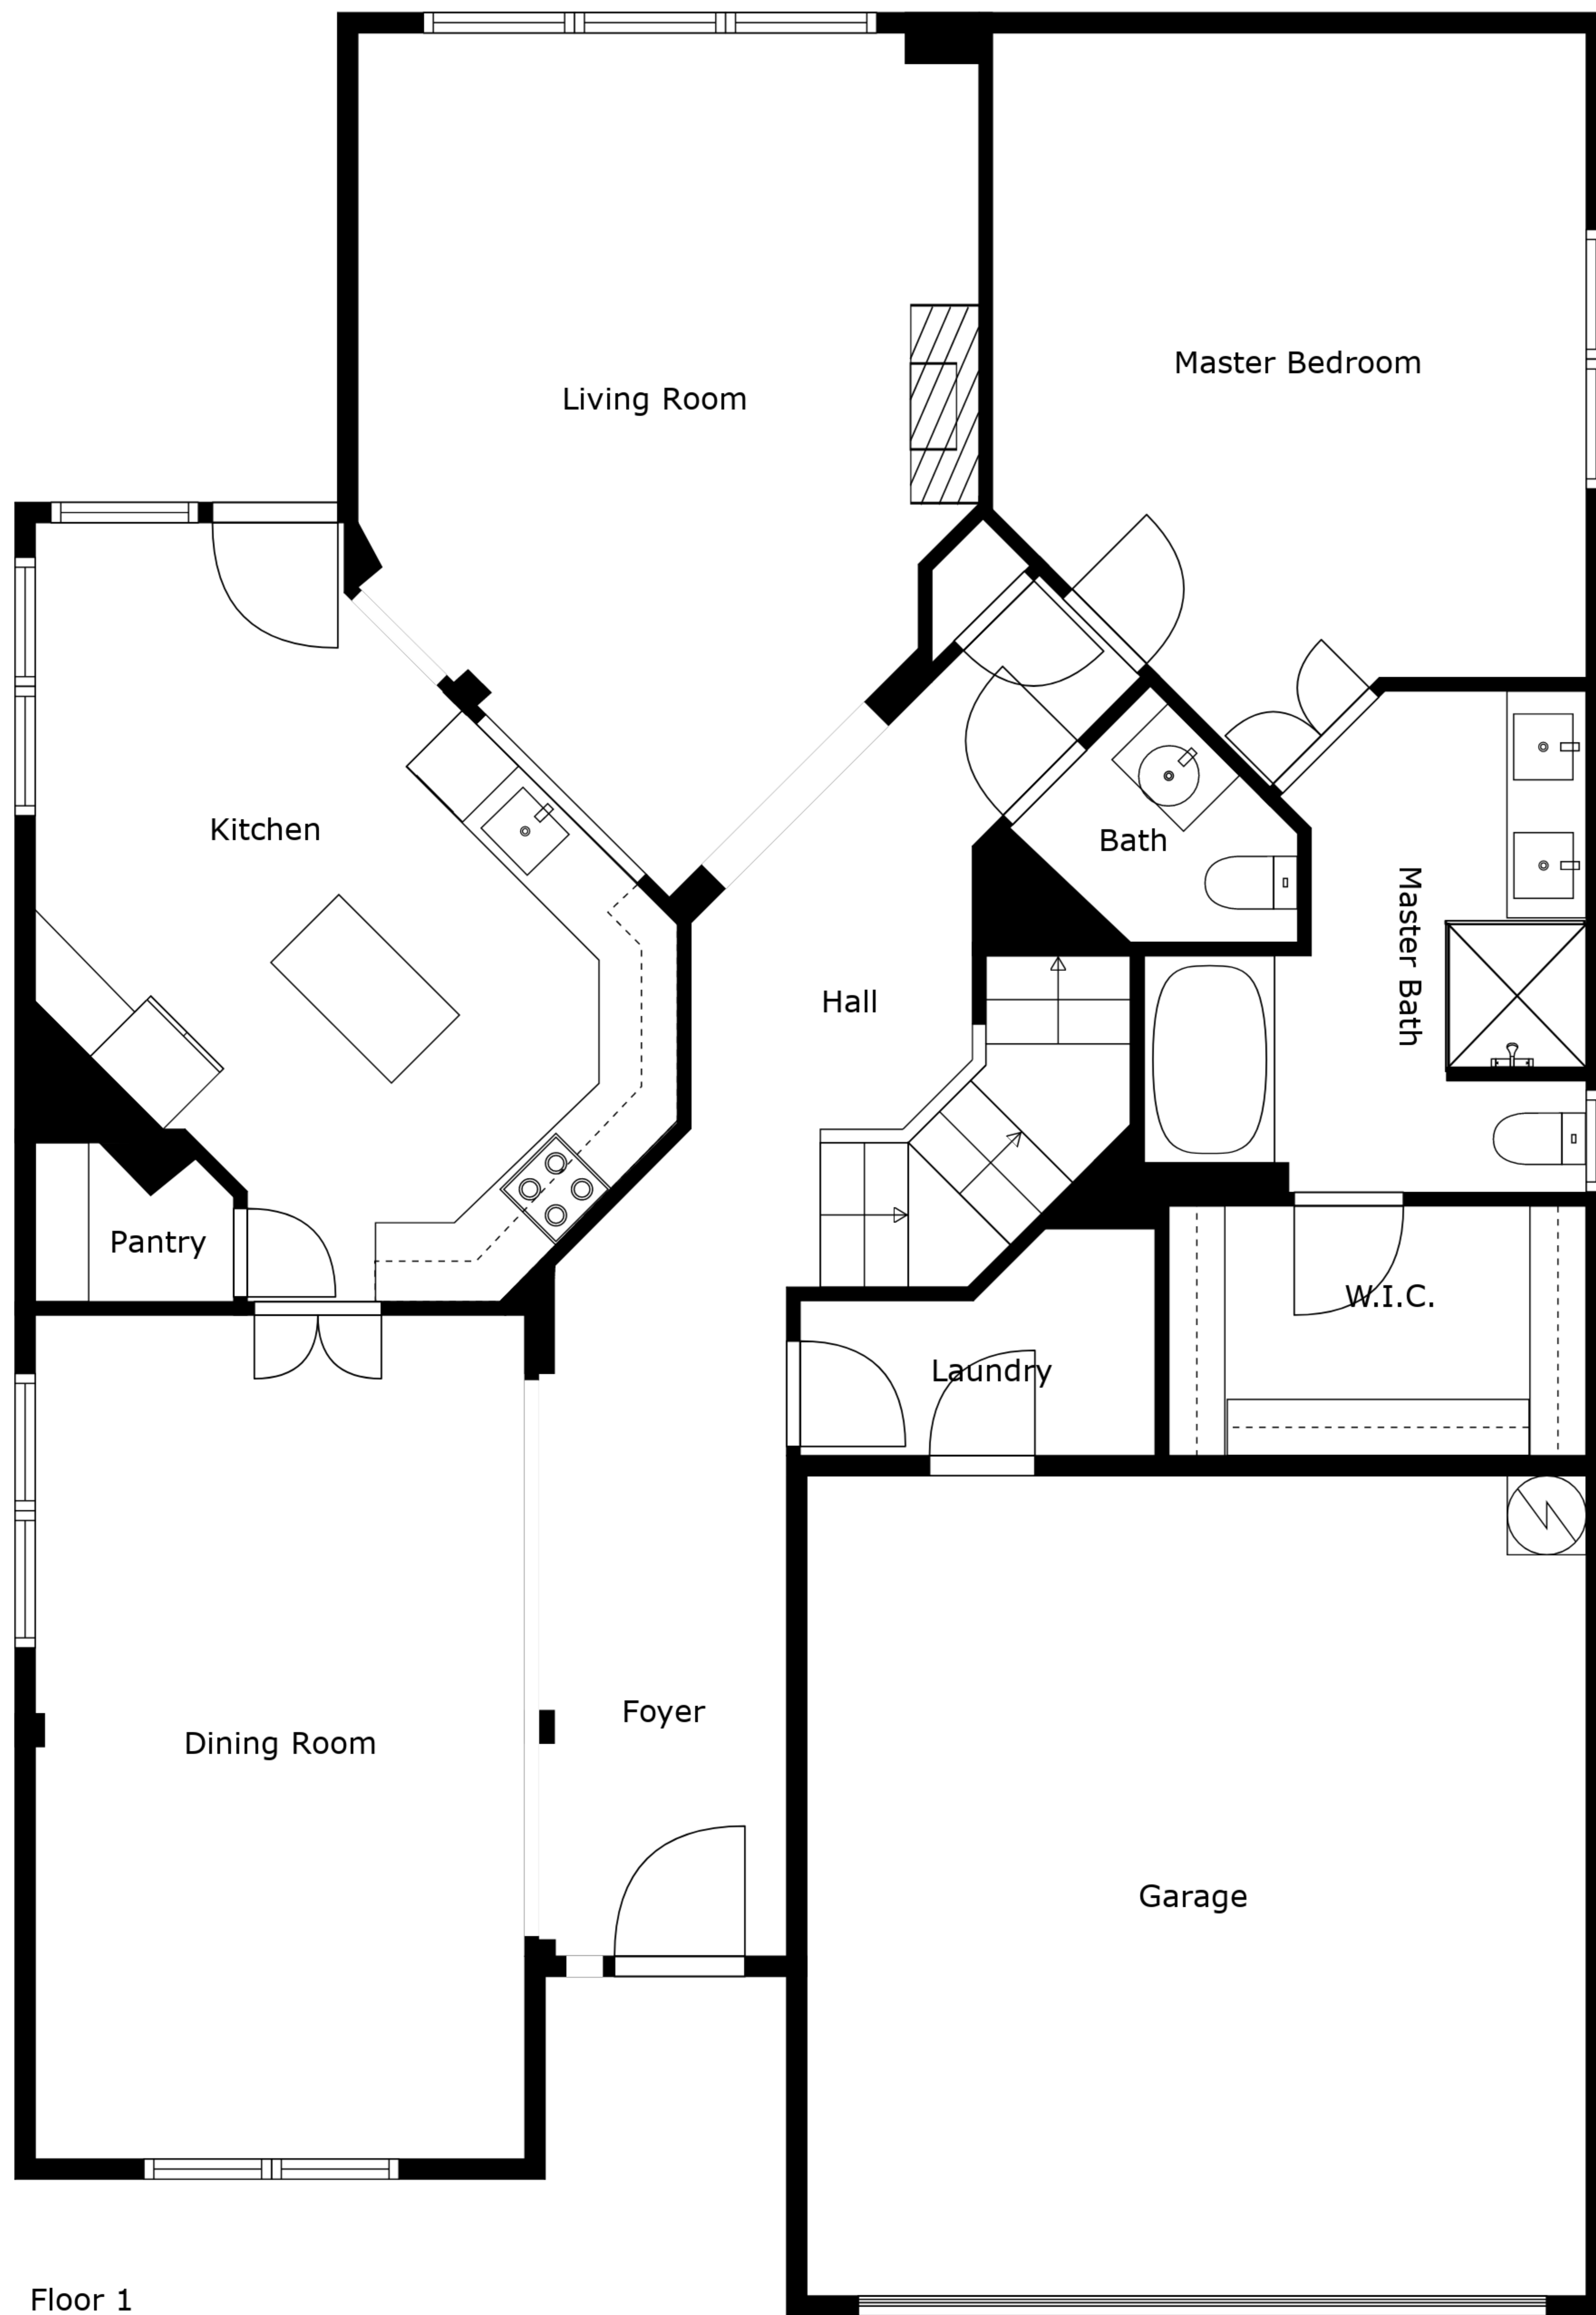 Living Room
Master Bedroom
Kitchen
Bath
Master Bath
Hall
Pantry
W.I.C.
Laundry
Foyer
Dining Room
Garage
Floor 1